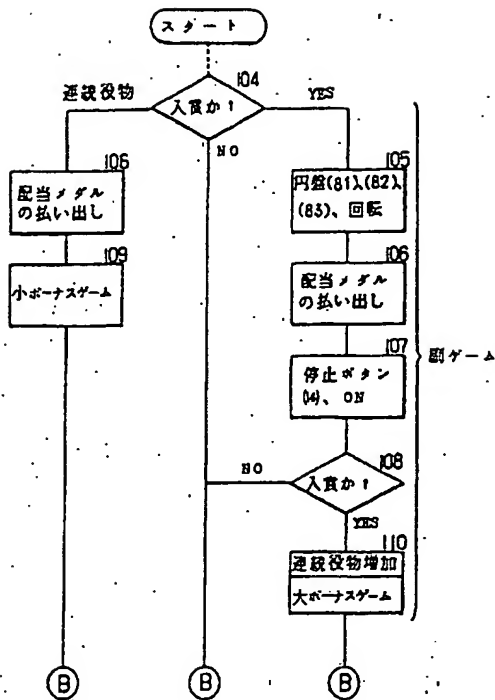 スタート
104
連続役物
入賞か?
YES
NO
106
配当メダル
の払い出し
105
円盤(81)、(82)、
(83)、回転
109
小ボーナスゲーム
106
配当メダル
の払い出し
107
停止ボタン
(14)、ON
副ゲーム
108
NO
入賞か?
YES
110
連続役物増加
大ボーナスゲーム
B
B
B